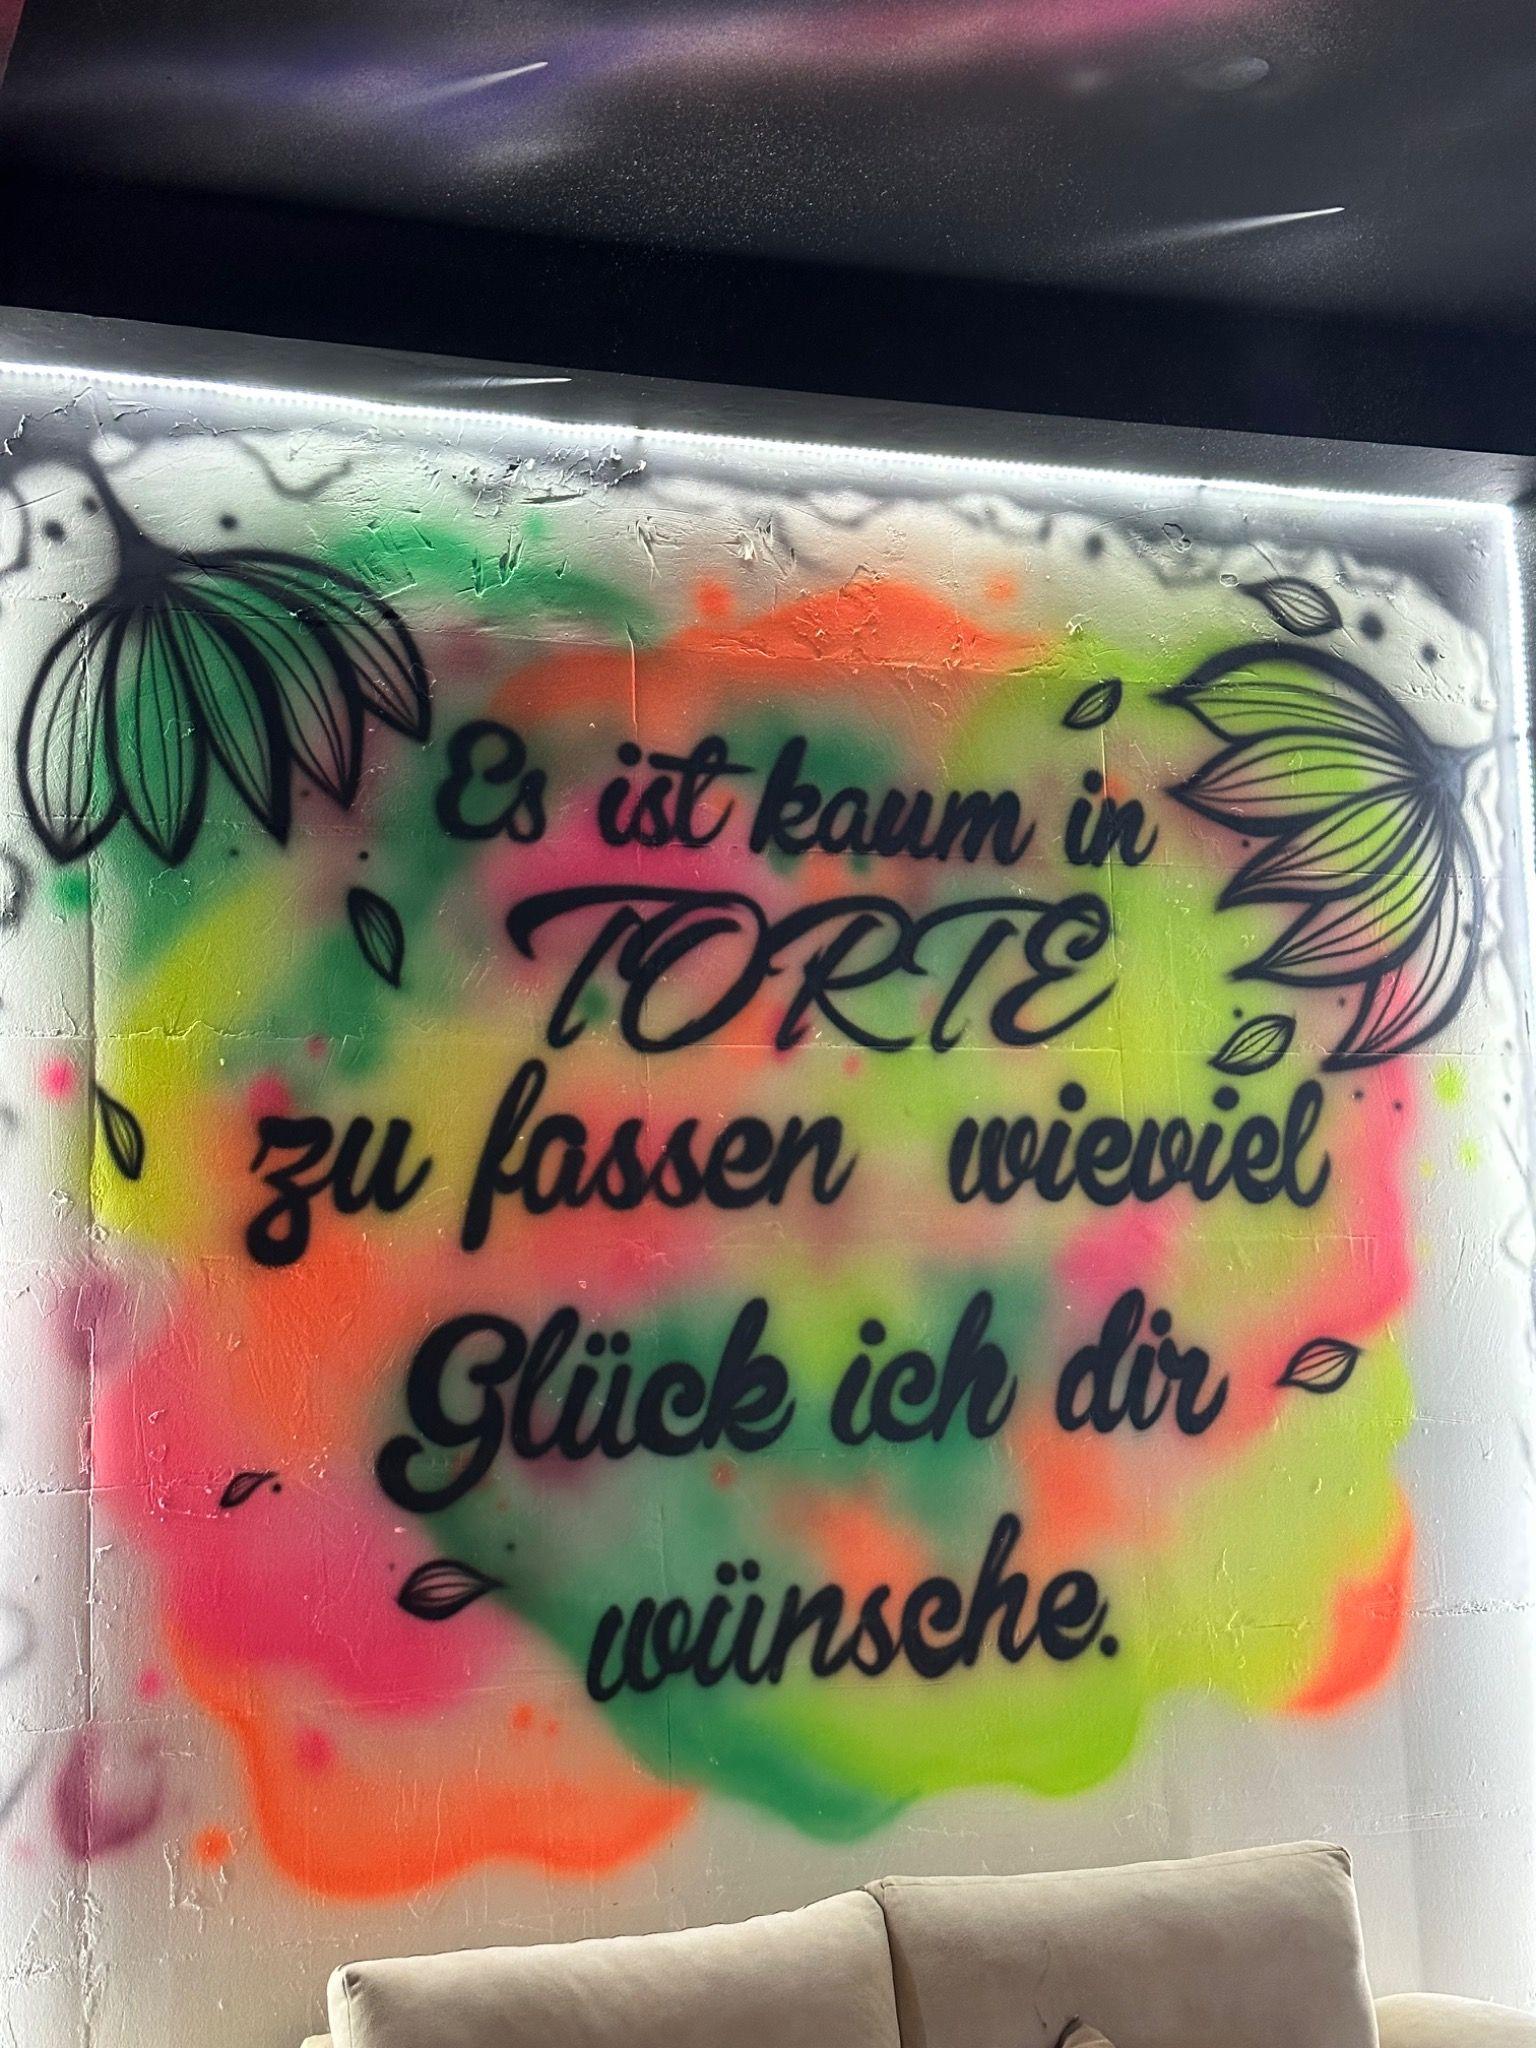 Es ist kaum in
TORTE
zu fassen wieviel
Glück ich dir
wünsche.